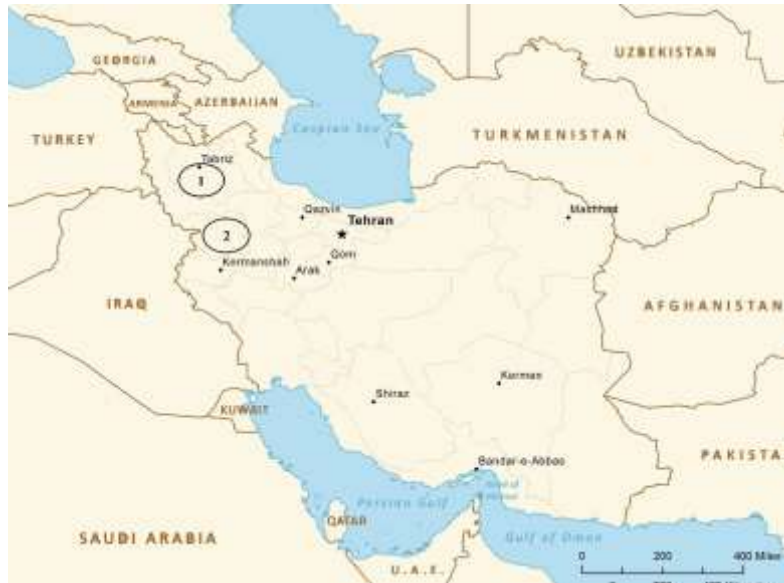 GEORGIA
UZBEKISTAN
ARMENIA
AZERBAIJAN
Caspian Sea
TURKEY
TURKMENISTAN
Tabriz
1
Qazvin
Mashhad
Tehran
2
Qom
Kermanshah
Arak
IRAQ
AFGHANISTAN
Kerman
Shiraz
KUWAIT
PAKISTA
Bandar-e-Abbas
Persian Gulf
QATAR
SAUDI ARABIA
Gulf of Oman
0 200 400 Miles
U.A.E.